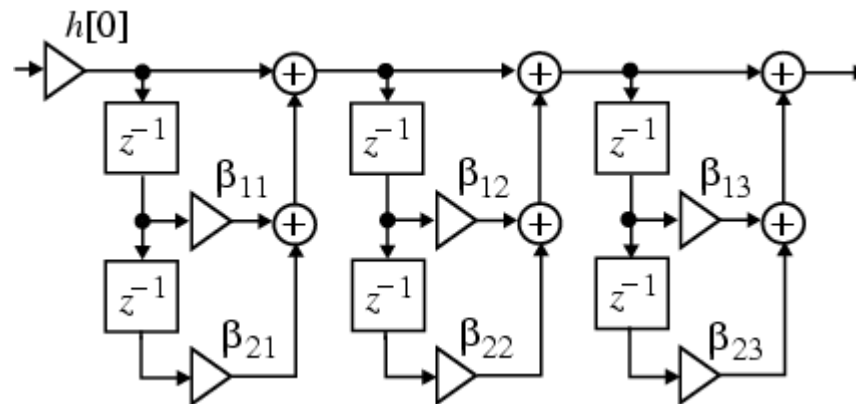 h[0]
+ + +
z⁻¹ z⁻¹ z⁻¹
β₁₁ β₁₂ β₁₃
+ + +
z⁻¹ z⁻¹ z⁻¹
β₂₁ β₂₂ β₂₃